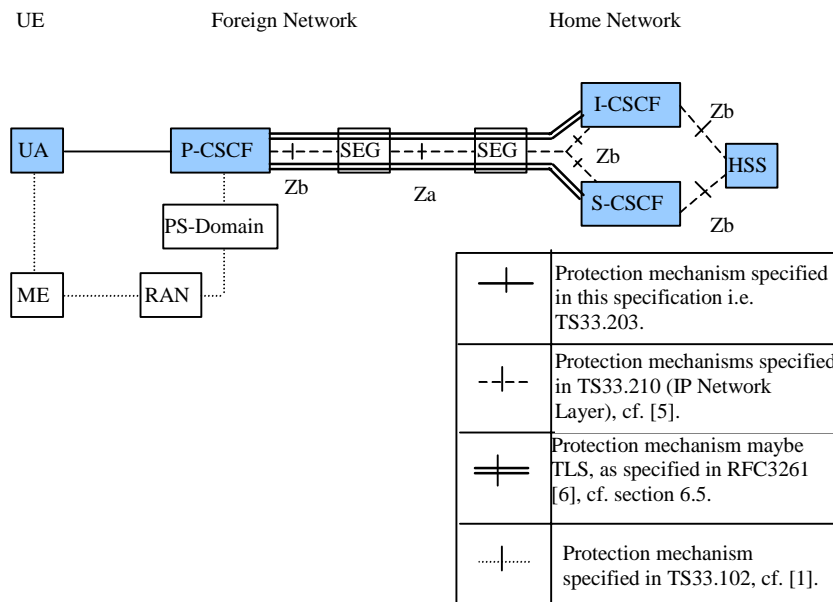 UE Foreign Network Home Network
I-CSCF
Zb
UA P-CSCF SEG SEG Zb HSS
Zb Za
S-CSCF
Zb
PS-Domain
ME RAN
Protection mechanism specified
in this specification i.e.
TS33.203.
Protection mechanisms specified
in TS33.210 (IP Network
Layer), cf. [5].
Protection mechanism maybe
TLS, as specified in RFC3261
[6], cf. section 6.5.
Protection mechanism
specified in TS33.102, cf. [1].